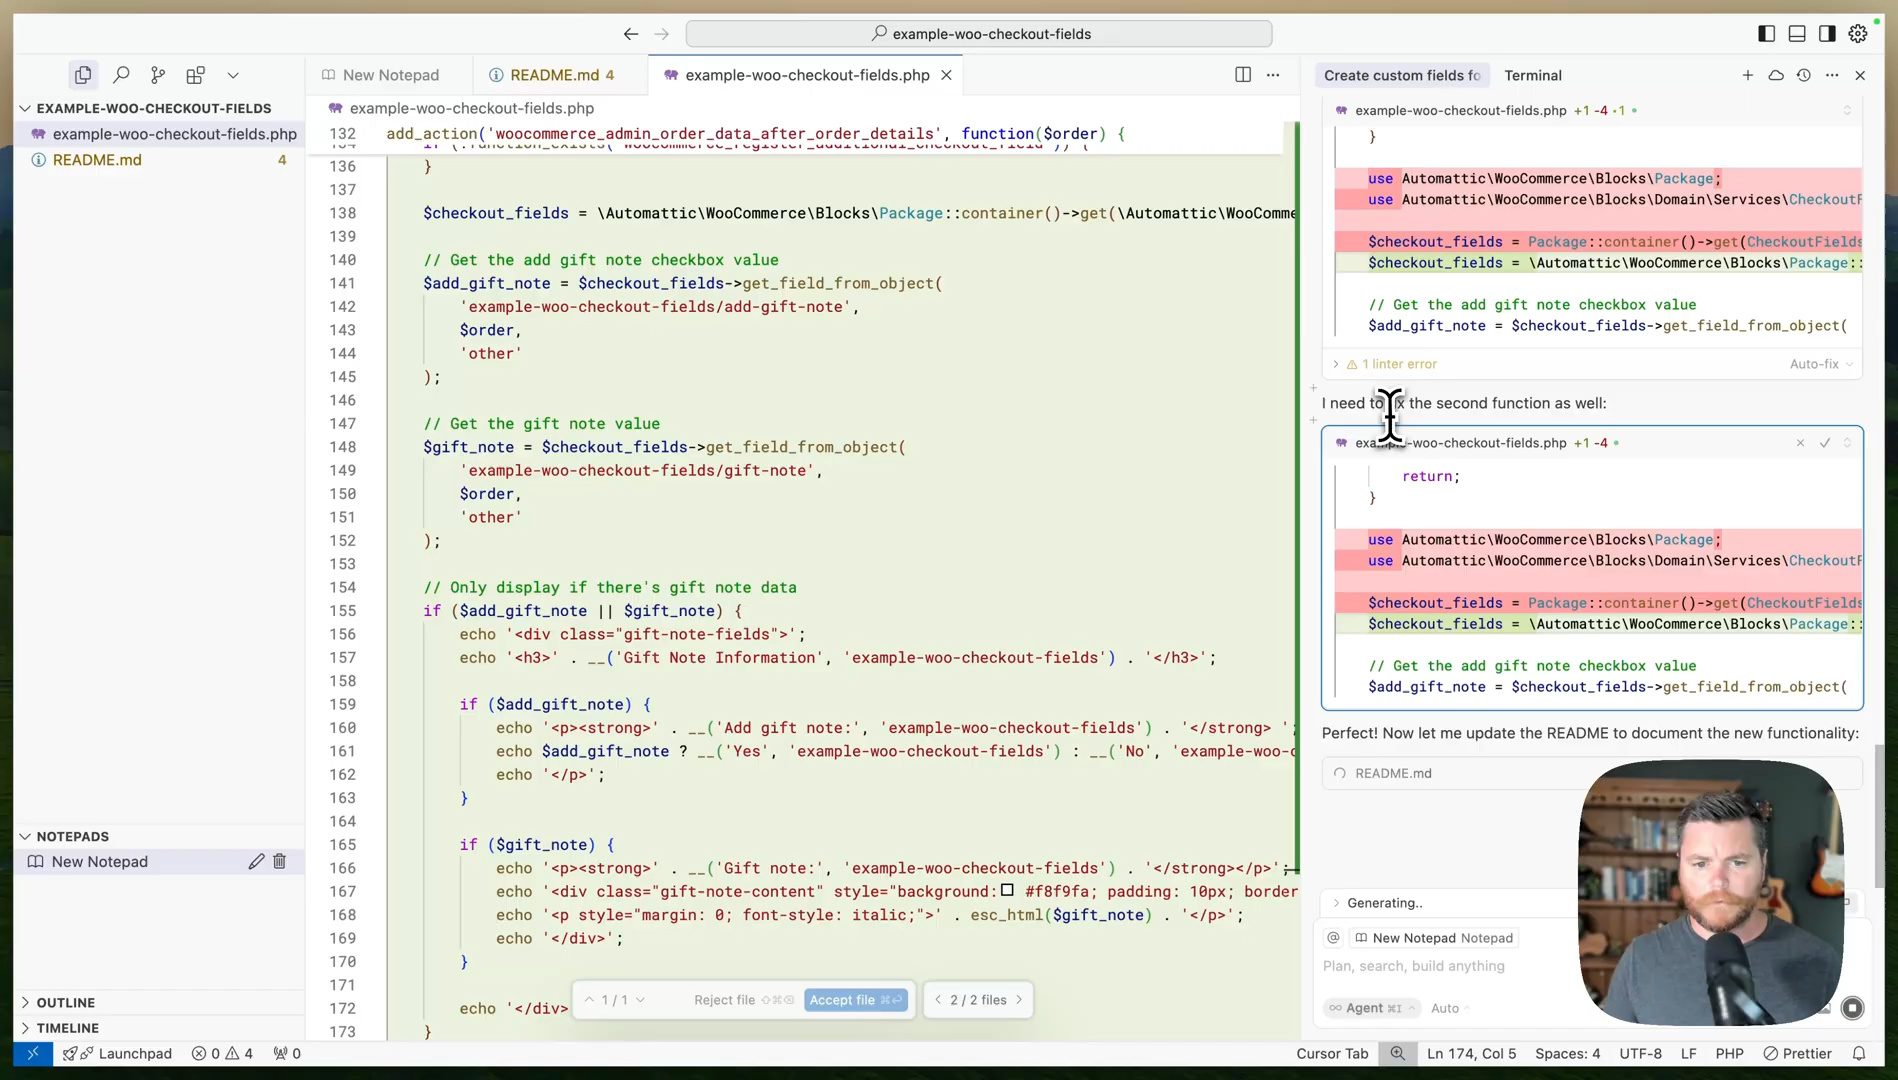 example-woo-checkout-fields
New Notepad
README.md 4
example-woo-checkout-fields.php
Create custom fields fo
Terminal
EXAMPLE-WOO-CHECKOUT-FIELDS
example-woo-checkout-fields.php
README.md 4
NOTEPADS
New Notepad
OUTLINE
TIMELINE
example-woo-checkout-fields.php
132 add_action('woocommerce_admin_order_data_after_order_details', function($order) {
136 }
137
138 $checkout_fields = \Automattic\WooCommerce\Blocks\Package::container()->get(\Automattic\WooComme
139
140 // Get the add gift note checkbox value
141 $add_gift_note = $checkout_fields->get_field_from_object(
142 'example-woo-checkout-fields/add-gift-note',
143 $order,
144 'other'
145 );
146
147 // Get the gift note value
148 $gift_note = $checkout_fields->get_field_from_object(
149 'example-woo-checkout-fields/gift-note',
150 $order,
151 'other'
152 );
153
154 // Only display if there's gift note data
155 if ($add_gift_note || $gift_note) {
156 echo '<div class="gift-note-fields">';
157 echo '<h3>' . __('Gift Note Information', 'example-woo-checkout-fields') . '</h3>';
158
159 if ($add_gift_note) {
160 echo '<p><strong>' . __('Add gift note:', 'example-woo-checkout-fields') . '</strong> ';
161 echo $add_gift_note ? __('Yes', 'example-woo-checkout-fields') : __('No', 'example-woo-c
162 echo '</p>';
163 }
164
165 if ($gift_note) {
166 echo '<p><strong>' . __('Gift note:', 'example-woo-checkout-fields') . '</strong></p>';
167 echo '<div class="gift-note-content" style="background: #f8f9fa; padding: 10px; border
168 echo '<p style="margin: 0; font-style: italic;">' . esc_html($gift_note) . '</p>';
169 echo '</div>';
170 }
171
172 echo '</div>
173 }
1 / 1
Reject file
Accept file
2 / 2 files
example-woo-checkout-fields.php +1 -4 • 1
}
use Automattic\WooCommerce\Blocks\Package;
use Automattic\WooCommerce\Blocks\Domain\Services\CheckoutF
$checkout_fields = Package::container()->get(CheckoutFields
$checkout_fields = \Automattic\WooCommerce\Blocks\Package::
// Get the add gift note checkbox value
$add_gift_note = $checkout_fields->get_field_from_object(
1 linter error
Auto-fix
I need to fix the second function as well:
example-woo-checkout-fields.php +1 -4
return;
}
use Automattic\WooCommerce\Blocks\Package;
use Automattic\WooCommerce\Blocks\Domain\Services\CheckoutF
$checkout_fields = Package::container()->get(CheckoutFields
$checkout_fields = \Automattic\WooCommerce\Blocks\Package::
// Get the add gift note checkbox value
$add_gift_note = $checkout_fields->get_field_from_object(
Perfect! Now let me update the README to document the new functionality:
README.md
Generating..
@ New Notepad Notepad
Plan, search, build anything
Agent ⌘I
Auto
Launchpad
0
4
0
Cursor Tab
Ln 174, Col 5
Spaces: 4
UTF-8
LF
PHP
Prettier